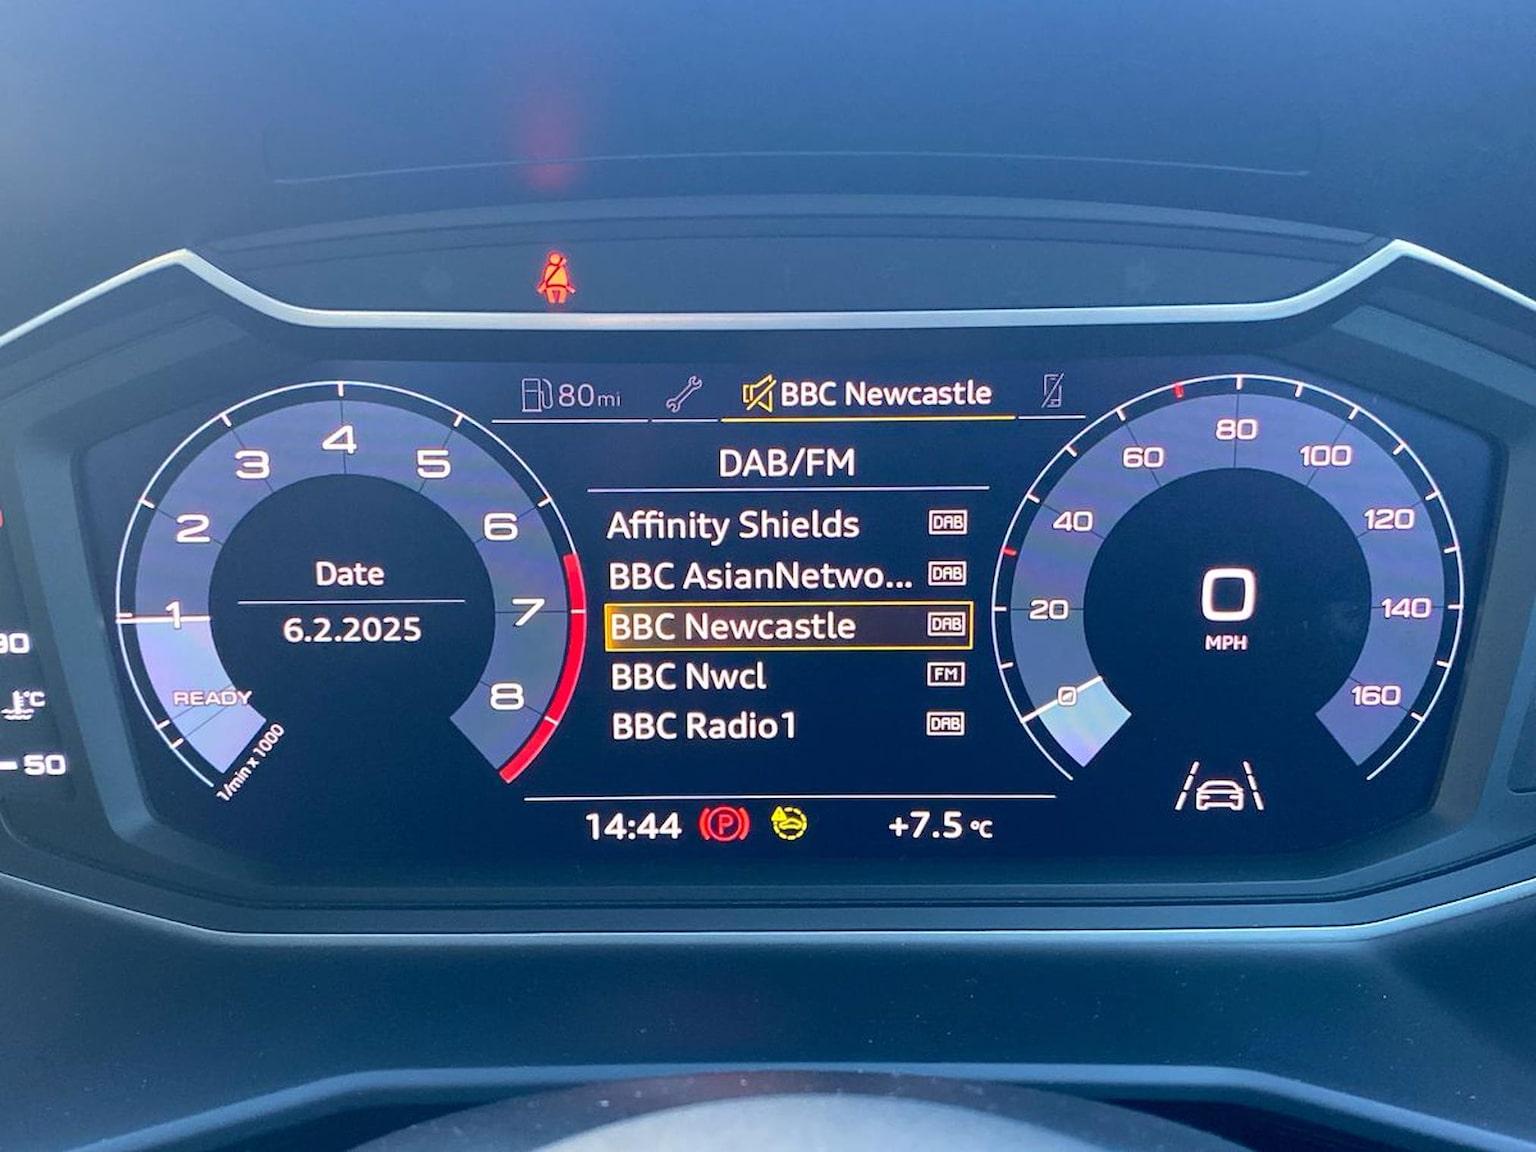 80mi
BBC Newcastle
DAB/FM
Affinity Shields DAB
BBC AsianNetwo... DAB
BBC Newcastle DAB
BBC Nwcl FM
BBC Radio1 DAB
14:44
P
+7.5 °C
1
2
3
4
5
6
7
8
READY
1/min x 1000
Date
6.2.2025
0
20
40
60
80
100
120
140
160
0
MPH
90
°C
50